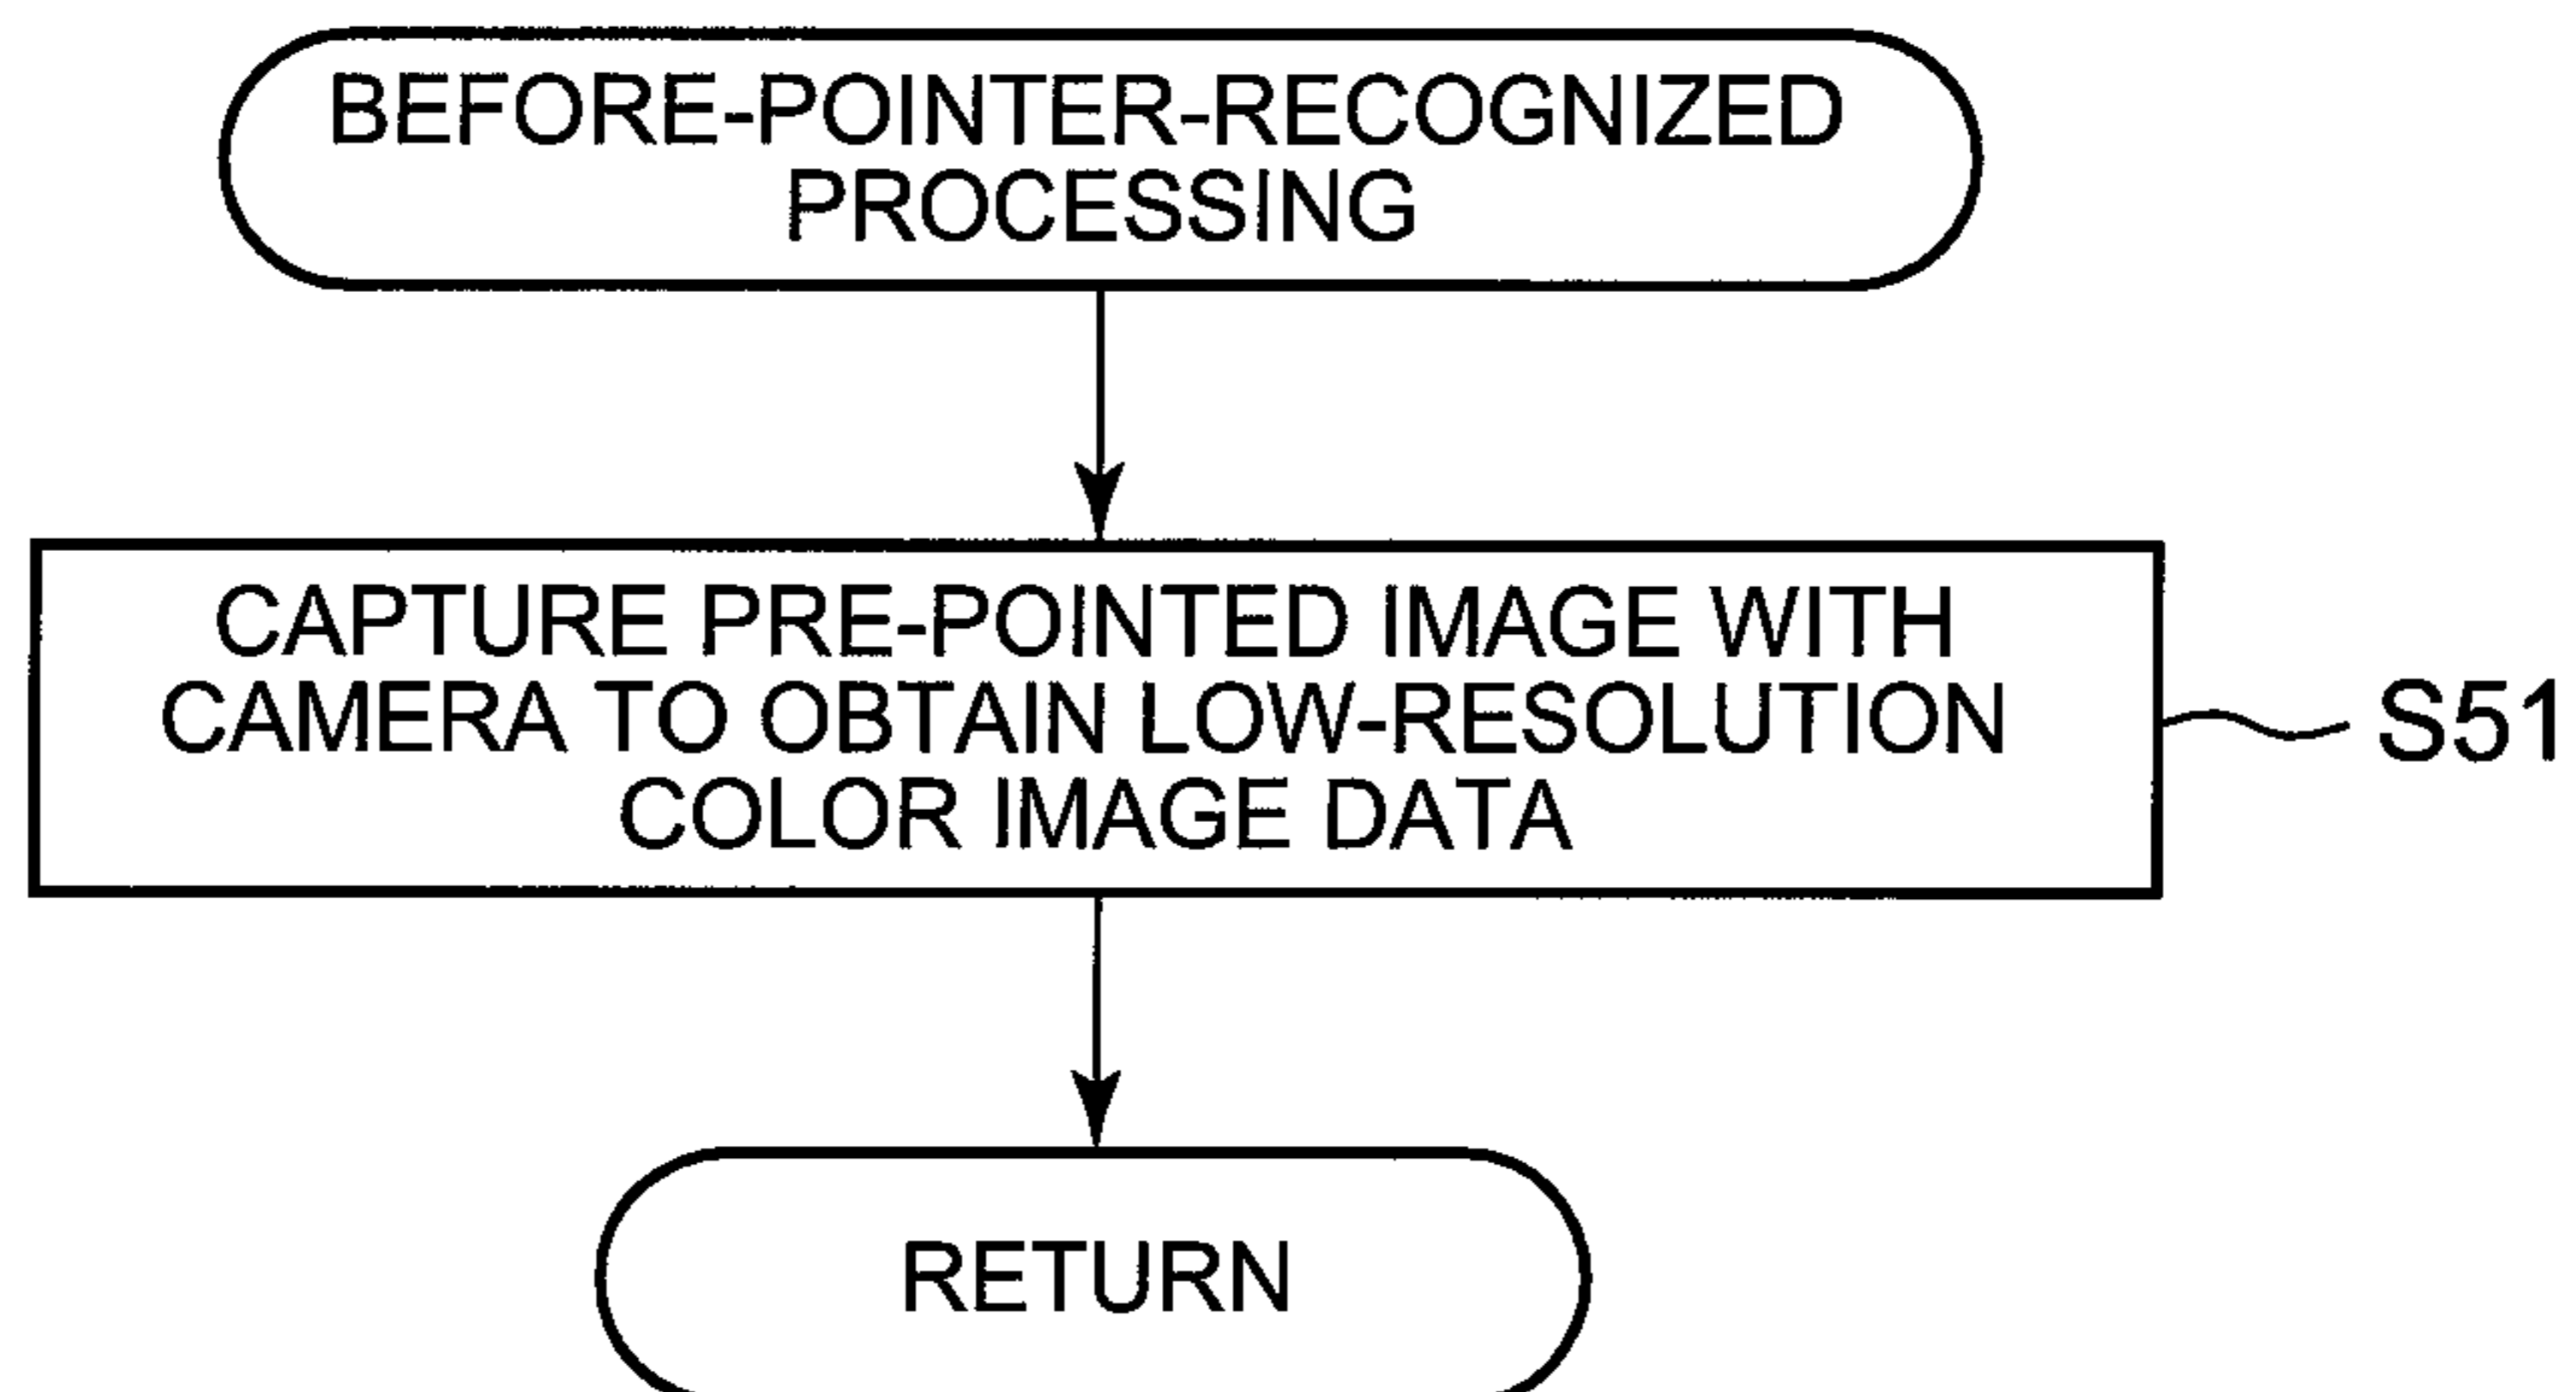 BEFORE-POINTER-RECOGNIZED
PROCESSING
CAPTURE PRE-POINTED IMAGE WITH
CAMERA TO OBTAIN LOW-RESOLUTION
COLOR IMAGE DATA
S51
RETURN